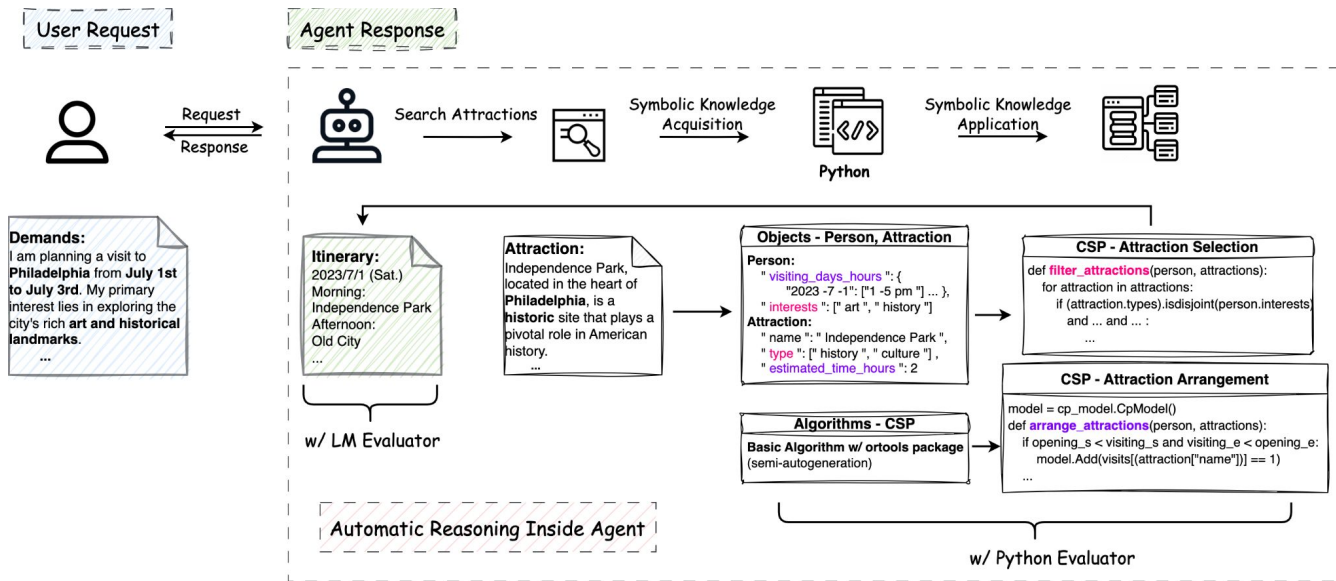 User Request
Agent Response
Request
Response
Search Attractions
Symbolic Knowledge
Acquisition
</>
Python
Symbolic Knowledge
Application
Demands:
I am planning a visit to
Philadelphia from July 1st
to July 3rd. My primary
interest lies in exploring the
city's rich art and historical
landmarks.
...
Itinerary:
2023/7/1 (Sat.)
Morning:
Independence Park
Afternoon:
Old City
...
w/ LM Evaluator
Attraction:
Independence Park,
located in the heart of
Philadelphia, is a
historic site that plays a
pivotal role in American
history.
...
Objects - Person, Attraction
Person:
" visiting_days_hours ": {
"2023 -7 -1": ["1 -5 pm "] ... },
" interests ": [" art ", " history "]
Attraction:
" name ": " Independence Park ",
" type ": [" history ", " culture "] ,
" estimated_time_hours ": 2
Algorithms - CSP
Basic Algorithm w/ ortools package
(semi-autogeneration)
CSP - Attraction Selection
def filter_attractions(person, attractions):
for attraction in attractions:
if (attraction.types).isdisjoint(person.interests)
and ... and ... :
...
CSP - Attraction Arrangement
model = cp_model.CpModel()
def arrange_attractions(person, attractions):
if opening_s < visiting_s and visiting_e < opening_e:
model.Add(visits[(attraction["name"])] == 1)
...
Automatic Reasoning Inside Agent
w/ Python Evaluator